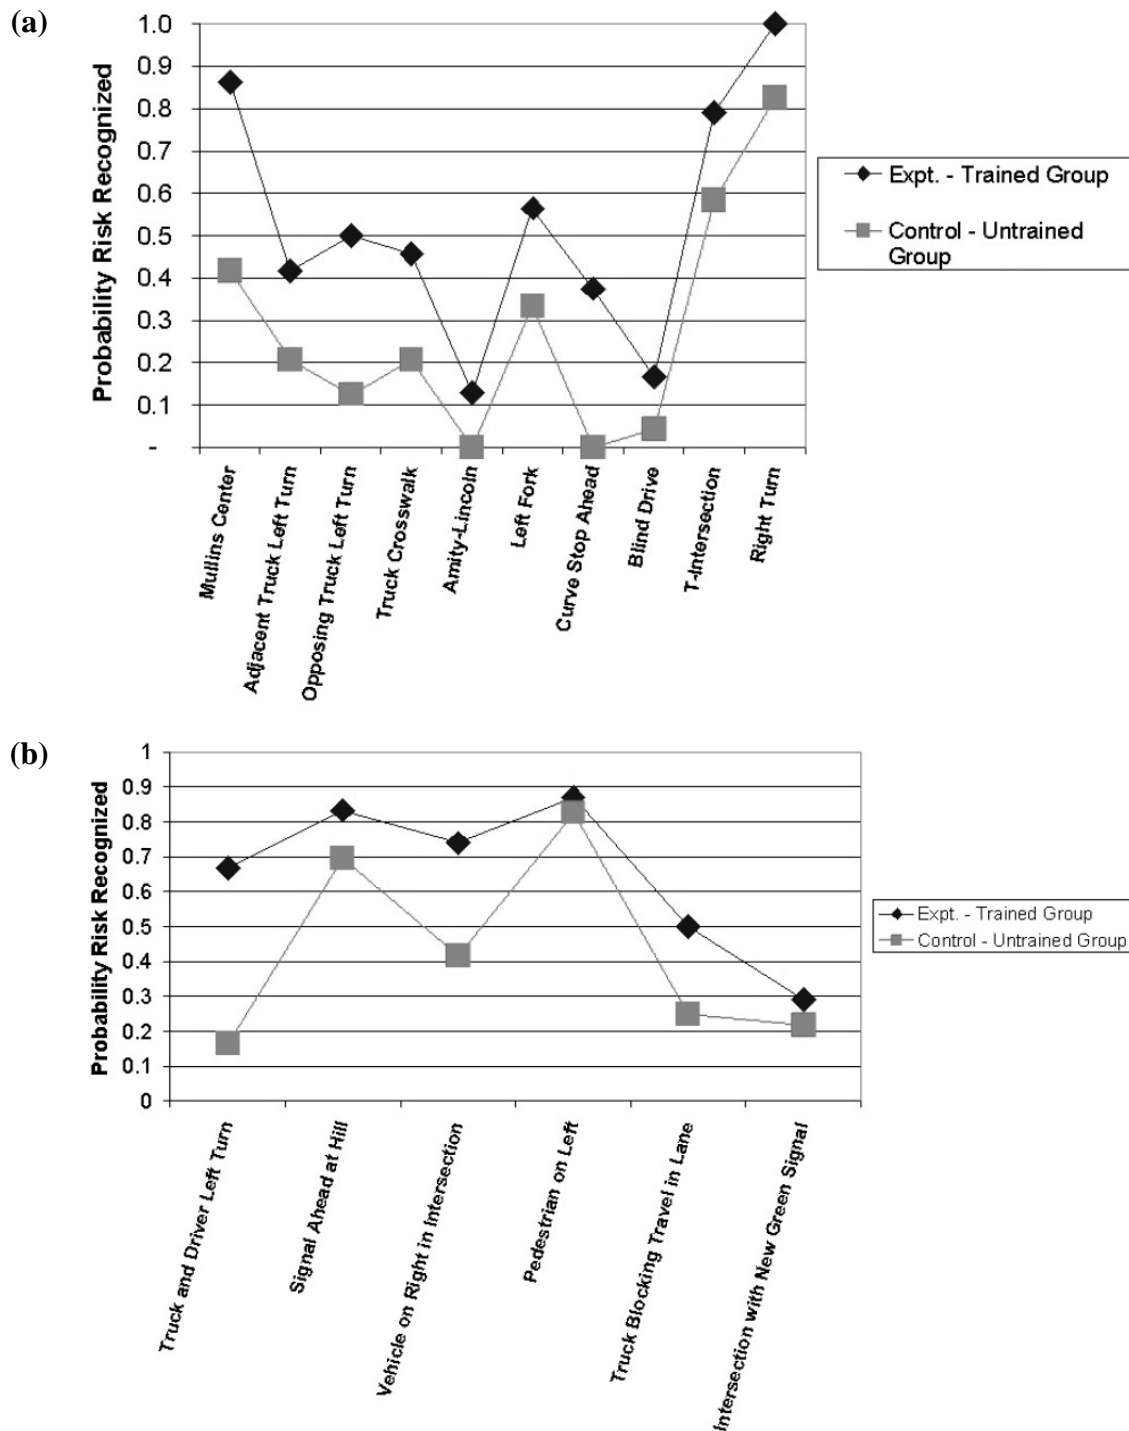 (a)
Probability Risk Recognized
1.0
0.9
0.8
0.7
0.6
0.5
0.4
0.3
0.2
0.1
-
Mullins Center
Adjacent Truck Left Turn
Opposing Truck Left Turn
Truck Crosswalk
Amity-Lincoln
Left Fork
Curve Stop Ahead
Blind Drive
T-Intersection
Right Turn
Expt. - Trained Group
Control - Untrained
Group
(b)
Probability Risk Recognized
1
0.9
0.8
0.7
0.6
0.5
0.4
0.3
0.2
0.1
0
Truck and Driver Left Turn
Signal Ahead at Hill
Vehicle on Right in Intersection
Pedestrian on Left
Truck Blocking Travel in Lane
Intersection with New Green Signal
Expt. - Trained Group
Control - Untrained Group